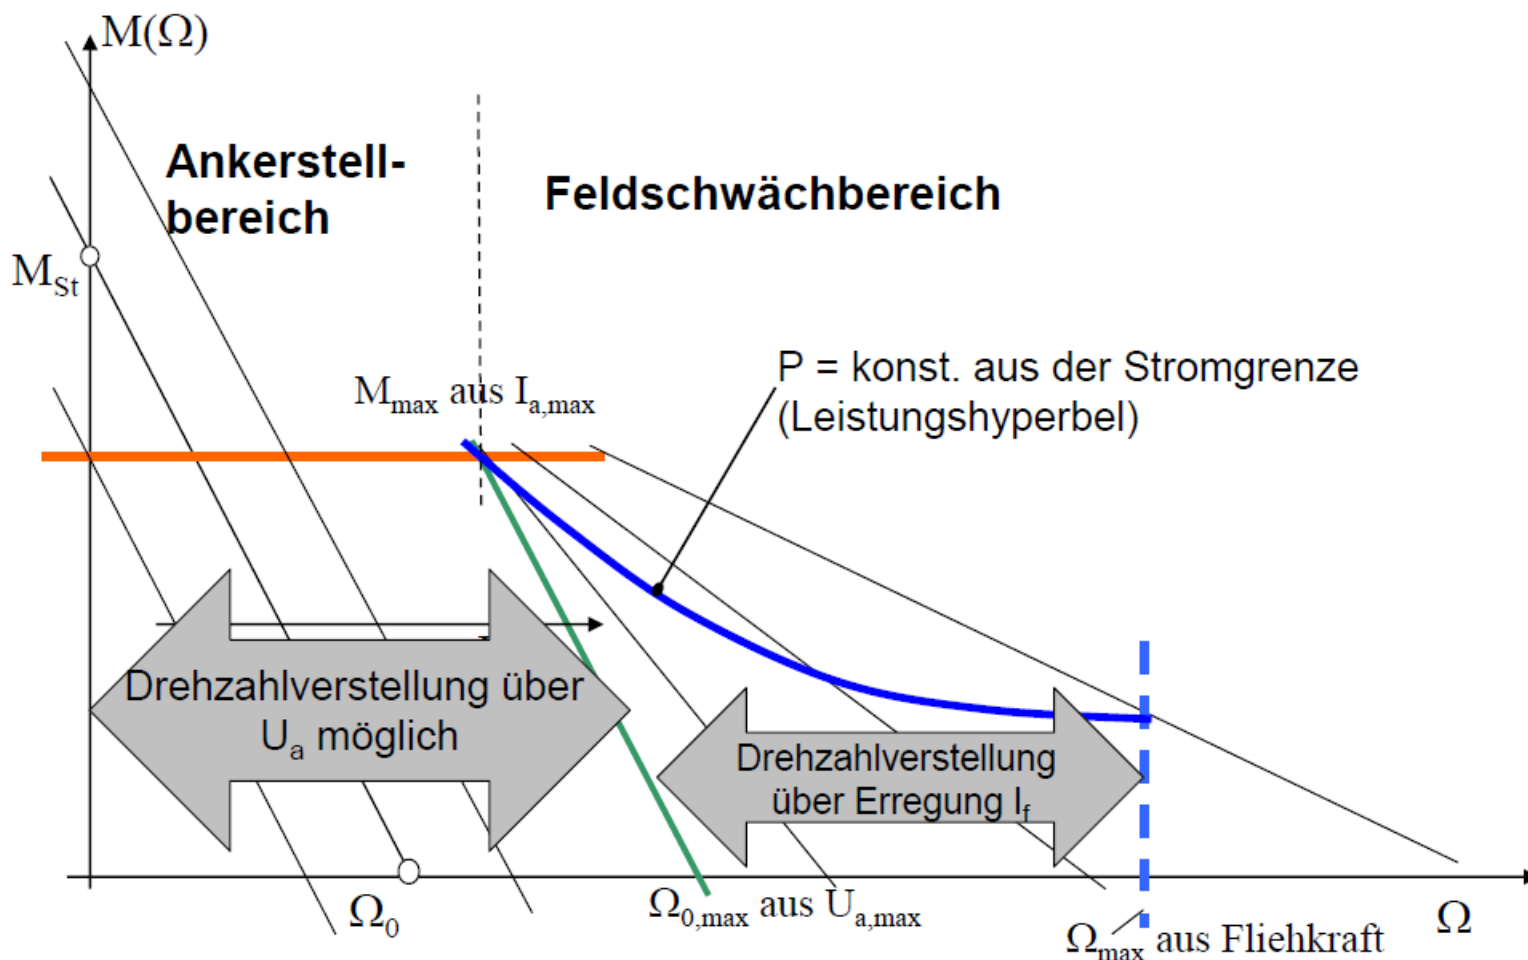 M(Ω)
Ankerstell-
bereich
Feldschwächbereich
M_St
P = konst. aus der Stromgrenze
(Leistungshyperbel)
M_max aus I_a,max
Drehzahlverstellung über
U_a möglich
Drehzahlverstellung
über Erregung I_f
Ω_0
Ω_0,max aus U_a,max
Ω
Ω_max aus Fliehkraft